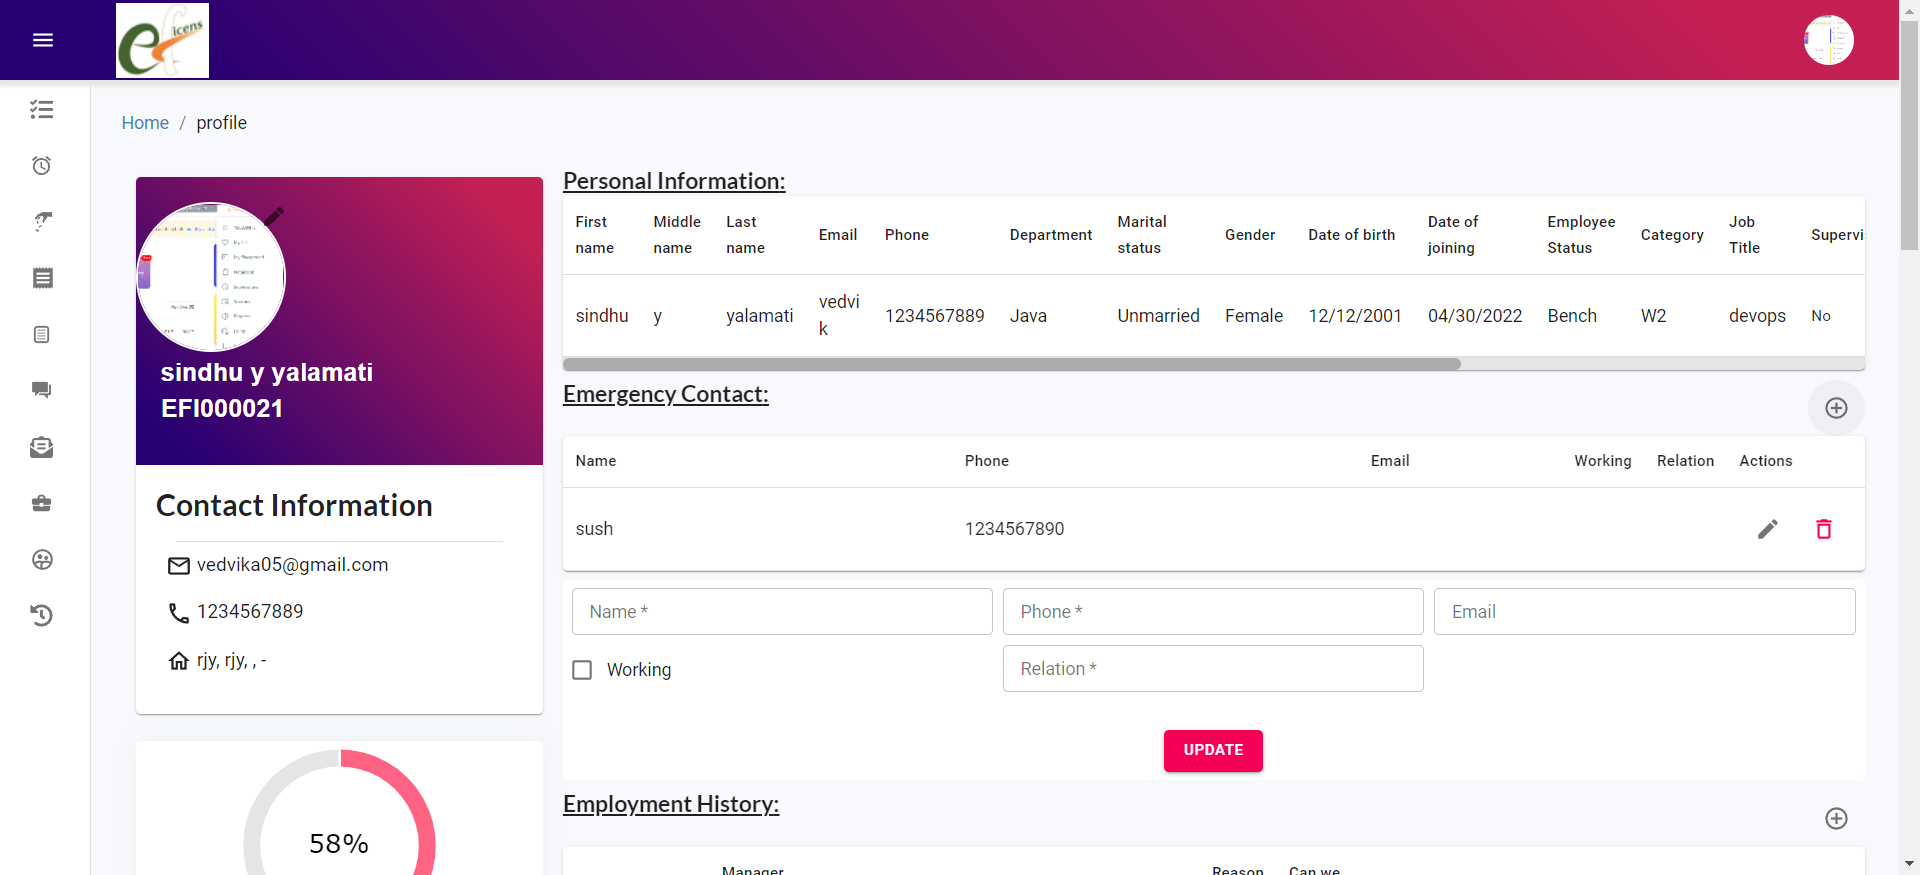 eficens
Home / profile
sindhu y yalamati
EFI000021
Contact Information
vedvika05@gmail.com
1234567889
rjy, rjy, , -
58%
Personal Information:
First name Middle name Last name Email Phone Department Marital status Gender Date of birth Date of joining Employee Status Category Job Title Supervi
sindhu y yalamati vedvi k 1234567889 Java Unmarried Female 12/12/2001 04/30/2022 Bench W2 devops No
Emergency Contact:
Name Phone Email Working Relation Actions
sush 1234567890
Name * Phone * Email
Working Relation *
UPDATE
Employment History:
Manager Reason Can we